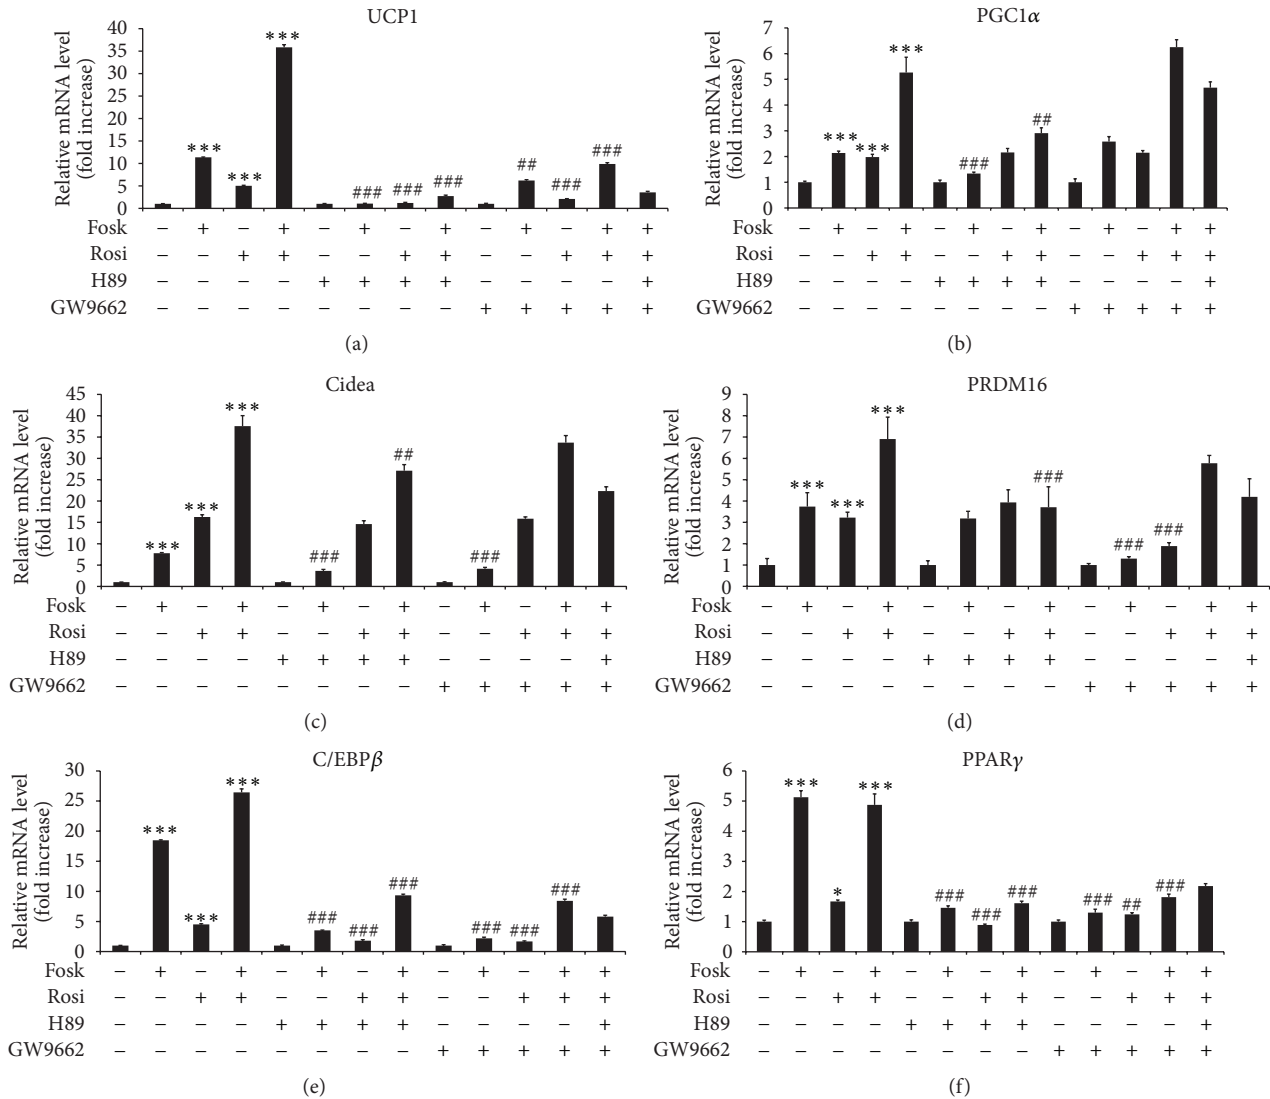 UCP1
Relative mRNA level
(fold increase)
40
35
30
25
20
15
10
5
0
***
***
***
###
###
###
##
###
###
Fosk − + − + − + − + − + − + +
Rosi − − + + − − + + − − + + +
H89 − − − − + + + + − − − − +
GW9662 − − − − − − − − + + + + +
(a)
PGC1α
Relative mRNA level
(fold increase)
7
6
5
4
3
2
1
0
***
***
***
###
##
Fosk − + − + − + − + − + − + +
Rosi − − + + − − + + − − + + +
H89 − − − − + + + + − − − − +
GW9662 − − − − − − − − + + + + +
(b)
Cidea
Relative mRNA level
(fold increase)
45
40
35
30
25
20
15
10
5
0
***
***
***
###
##
###
Fosk − + − + − + − + − + − + +
Rosi − − + + − − + + − − + + +
H89 − − − − + + + + − − − − +
GW9662 − − − − − − − − + + + + +
(c)
PRDM16
Relative mRNA level
(fold increase)
9
8
7
6
5
4
3
2
1
0
***
***
***
###
###
###
Fosk − + − + − + − + − + − + +
Rosi − − + + − − + + − − + + +
H89 − − − − + + + + − − − − +
GW9662 − − − − − − − − + + + + +
(d)
C/EBPβ
Relative mRNA level
(fold increase)
30
25
20
15
10
5
0
***
***
***
###
###
###
###
###
###
Fosk − + − + − + − + − + − + +
Rosi − − + + − − + + − − + + +
H89 − − − − + + + + − − − − +
GW9662 − − − − − − − − + + + + +
(e)
PPARγ
Relative mRNA level
(fold increase)
6
5
4
3
2
1
0
***
*
***
###
###
###
###
##
###
Fosk − + − + − + − + − + − + +
Rosi − − + + − − + + − − + + +
H89 − − − − + + + + − − − − +
GW9662 − − − − − − − − + + + + +
(f)